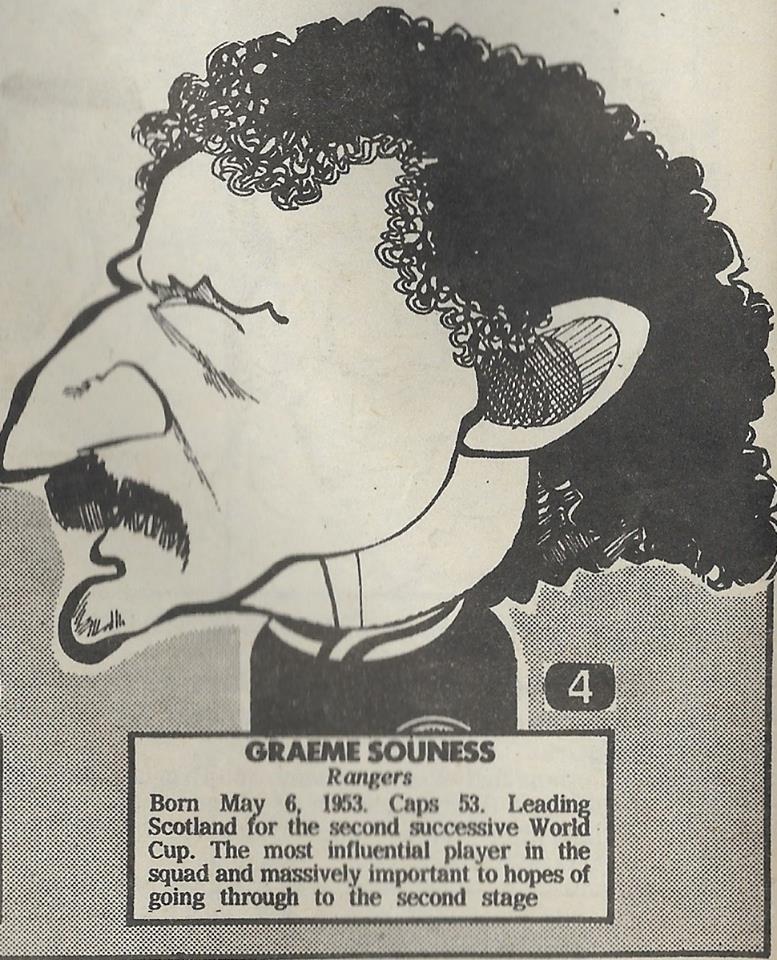 4
GRAEME SOUNESS
Rangers
Born May 6, 1953. Caps 53. Leading
Scotland for the second successive World
Cup. The most influential player in the
squad and massively important to hopes of
going through to the second stage